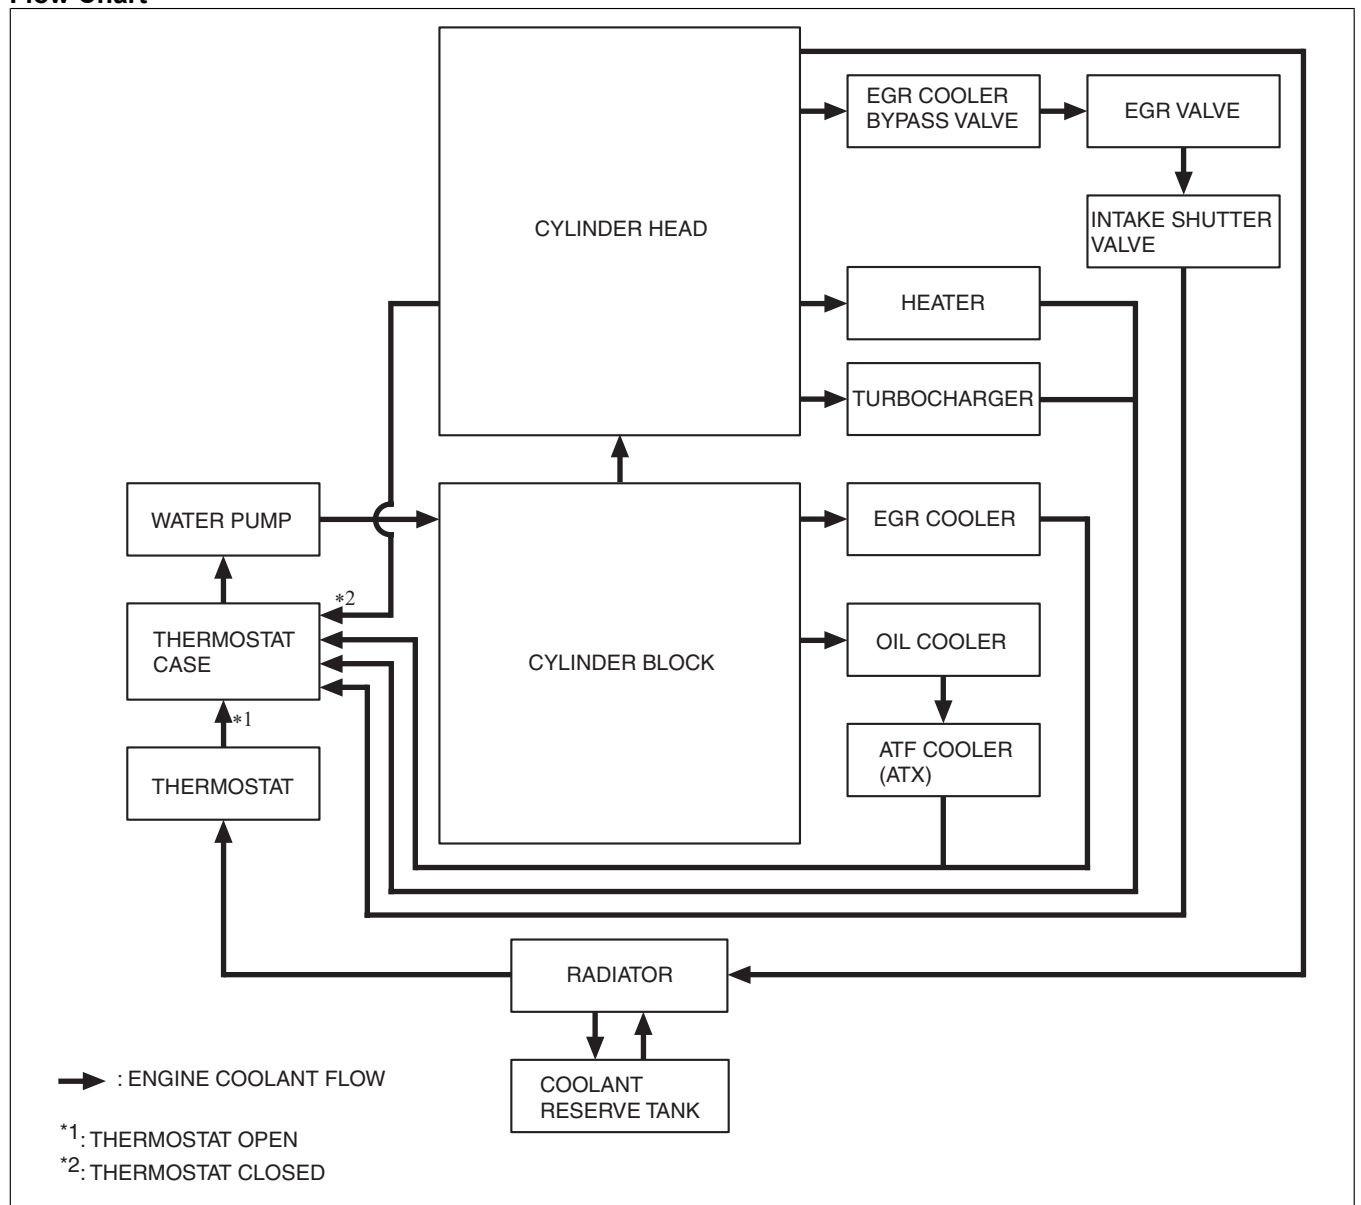 Flow Chart
CYLINDER HEAD
EGR COOLER
BYPASS VALVE
EGR VALVE
INTAKE SHUTTER
VALVE
HEATER
TURBOCHARGER
WATER PUMP
EGR COOLER
*2
THERMOSTAT
CASE
CYLINDER BLOCK
OIL COOLER
*1
ATF COOLER
(ATX)
THERMOSTAT
RADIATOR
COOLANT
RESERVE TANK
: ENGINE COOLANT FLOW
*1: THERMOSTAT OPEN
*2: THERMOSTAT CLOSED